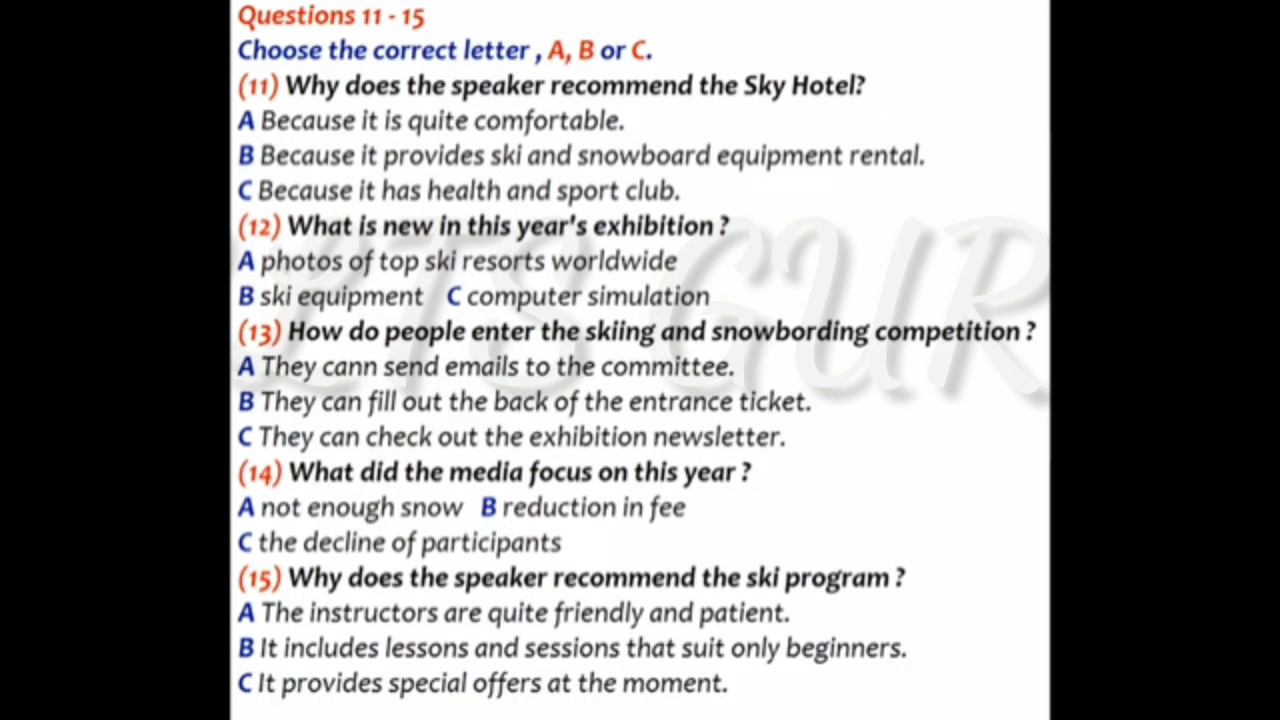 Questions 11 - 15
Choose the correct letter , A, B or C.
(11) Why does the speaker recommend the Sky Hotel?
A Because it is quite comfortable.
B Because it provides ski and snowboard equipment rental.
C Because it has health and sport club.
(12) What is new in this year's exhibition ?
A photos of top ski resorts worldwide
B ski equipment C computer simulation
(13) How do people enter the skiing and snowbording competition ?
A They cann send emails to the committee.
B They can fill out the back of the entrance ticket.
C They can check out the exhibition newsletter.
(14) What did the media focus on this year ?
A not enough snow B reduction in fee
C the decline of participants
(15) Why does the speaker recommend the ski program ?
A The instructors are quite friendly and patient.
B It includes lessons and sessions that suit only beginners.
C It provides special offers at the moment.